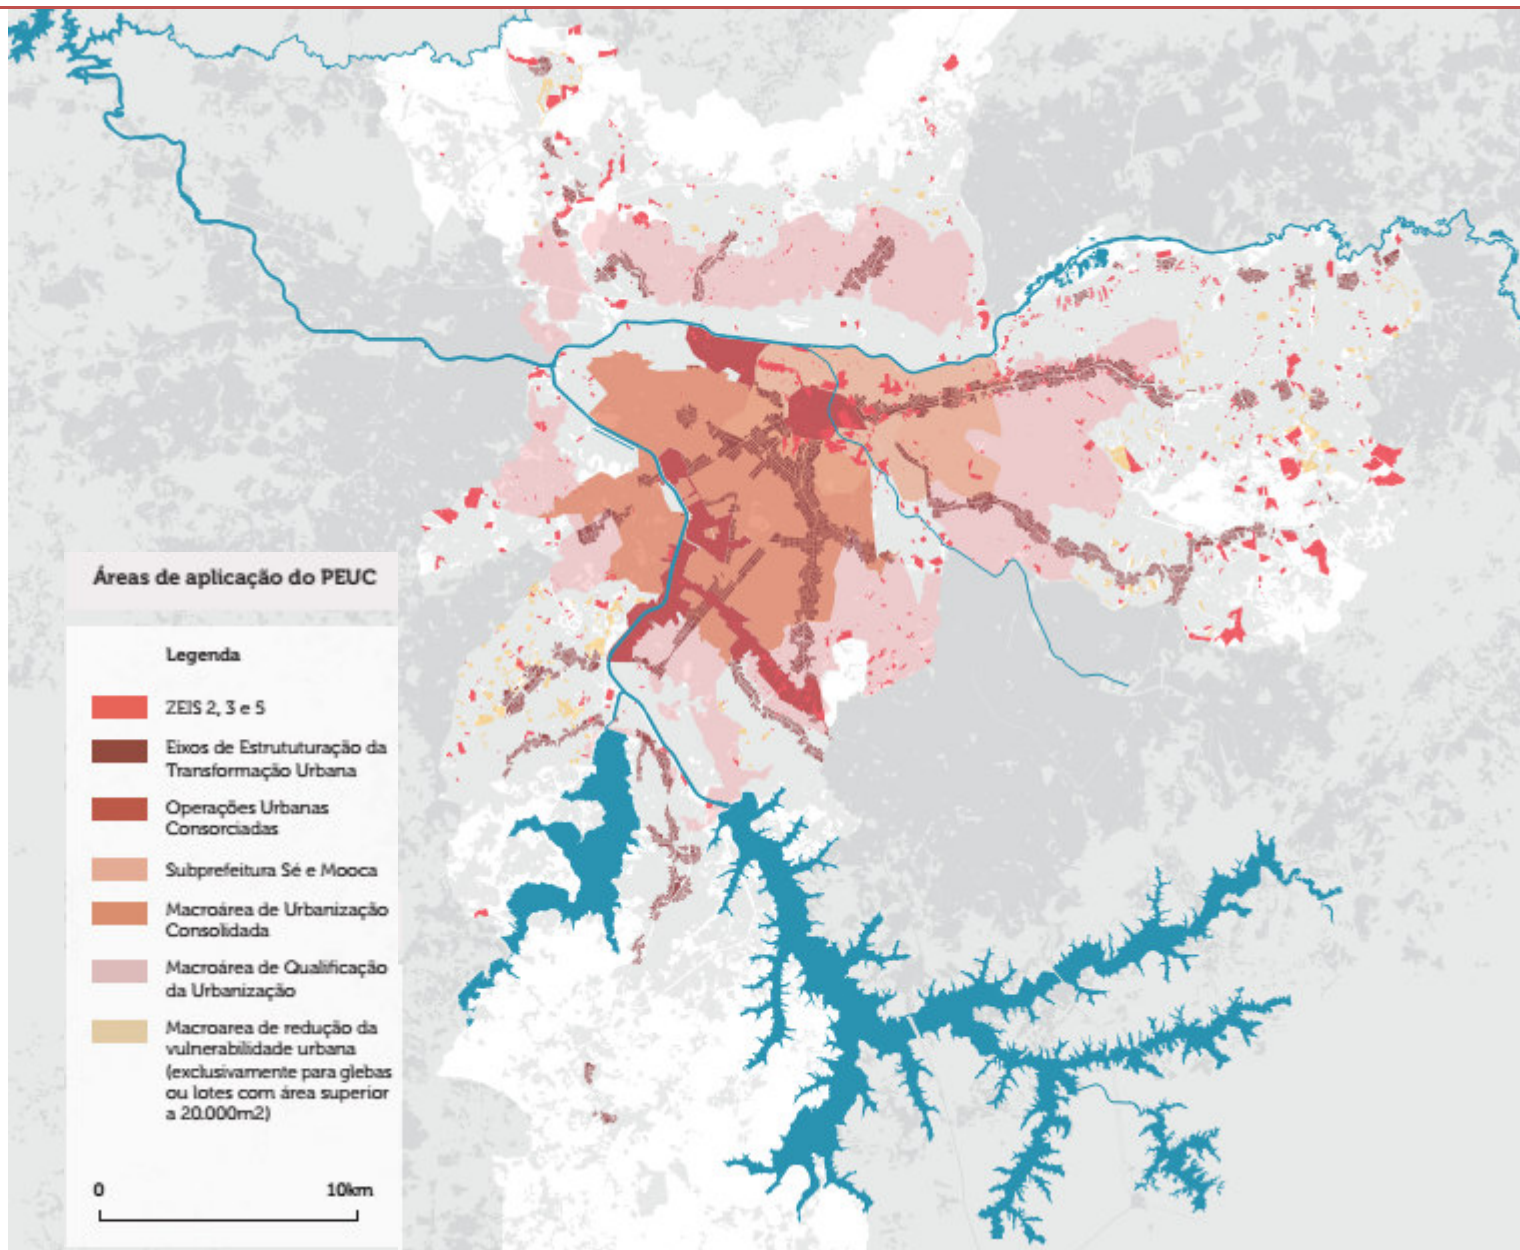 Áreas de aplicação do PEUC
Legenda
ZEIS 2, 3 e 5
Eixos de Estrututuração da
Transformação Urbana
Operações Urbanas
Consorciadas
Subprefeitura Sé e Mooca
Macroárea de Urbanização
Consolidada
Macroárea de Qualificação
da Urbanização
Macroarea de redução da
vulnerabilidade urbana
(exclusivamente para glebas
ou lotes com área superior
a 20.000m2)
0 10km